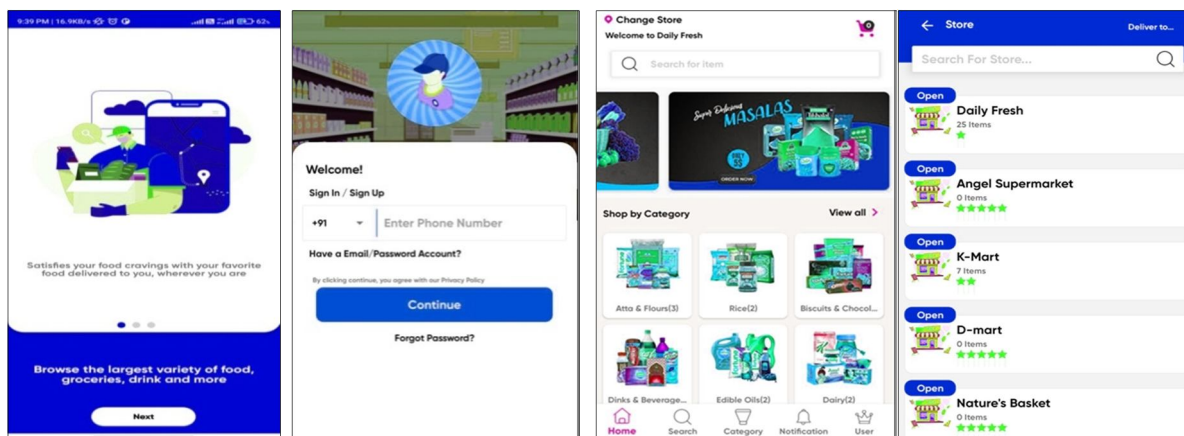 9:39 PM | 16.9KB/s
62%
Satisfies your food cravings with your favorite
food delivered to you, wherever you are
Browse the largest variety of food,
groceries, drink and more
Next
Welcome!
Sign In / Sign Up
+91
Enter Phone Number
Have a Email/Password Account?
By clicking continue, you agree with our Privacy Policy
Continue
Forgot Password?
Change Store
Welcome to Daily Fresh
0
Search for Item
Super Delicious
MASALAS
ONLY
$5
ORDER NOW
Shop by Category
View all >
Atta & Flours(3)
Rice(2)
Biscuits & Chocol...
Dinks & Beverage...
Edible Oils(2)
Dairy(2)
Home
Search
Category
Notification
User
Store
Deliver to...
Search For Store...
Open
Daily Fresh
25 Items
Open
Angel Supermarket
0 Items
Open
K-Mart
7 Items
Open
D-mart
0 Items
Open
Nature's Basket
0 Items